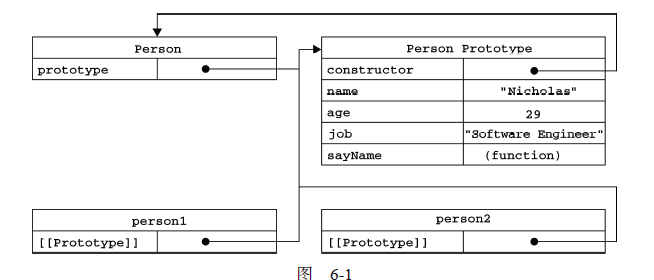 Person
prototype
Person Prototype
constructor
name "Nicholas"
age 29
job "Software Engineer"
sayName (function)
person1
[[Prototype]]
person2
[[Prototype]]
图 6-1